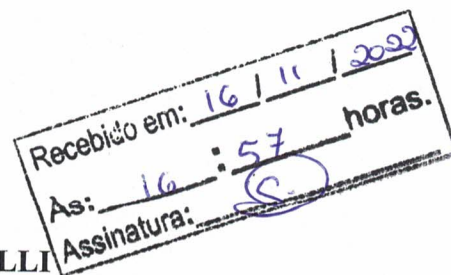 Recebido em: 16 / 11 / 2022
As: 16 : 57 horas.
Assinatura:
LLI